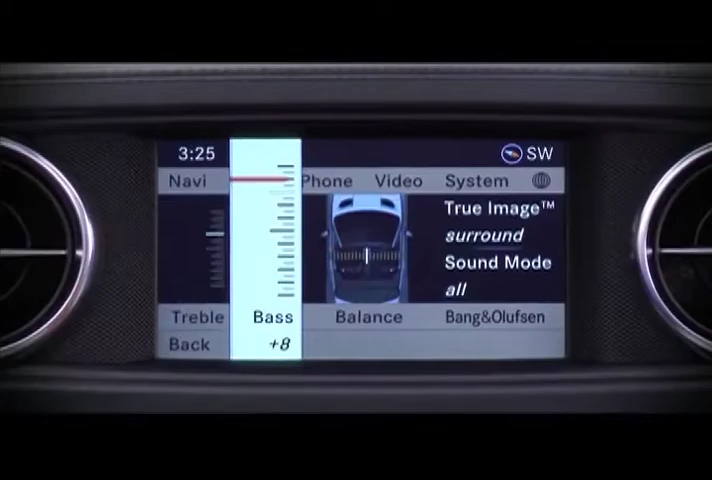 3:25 SW
Navi Phone Video System
True Image™
surround
Sound Mode
all
Treble Bass Balance Bang&Olufsen
Back +8